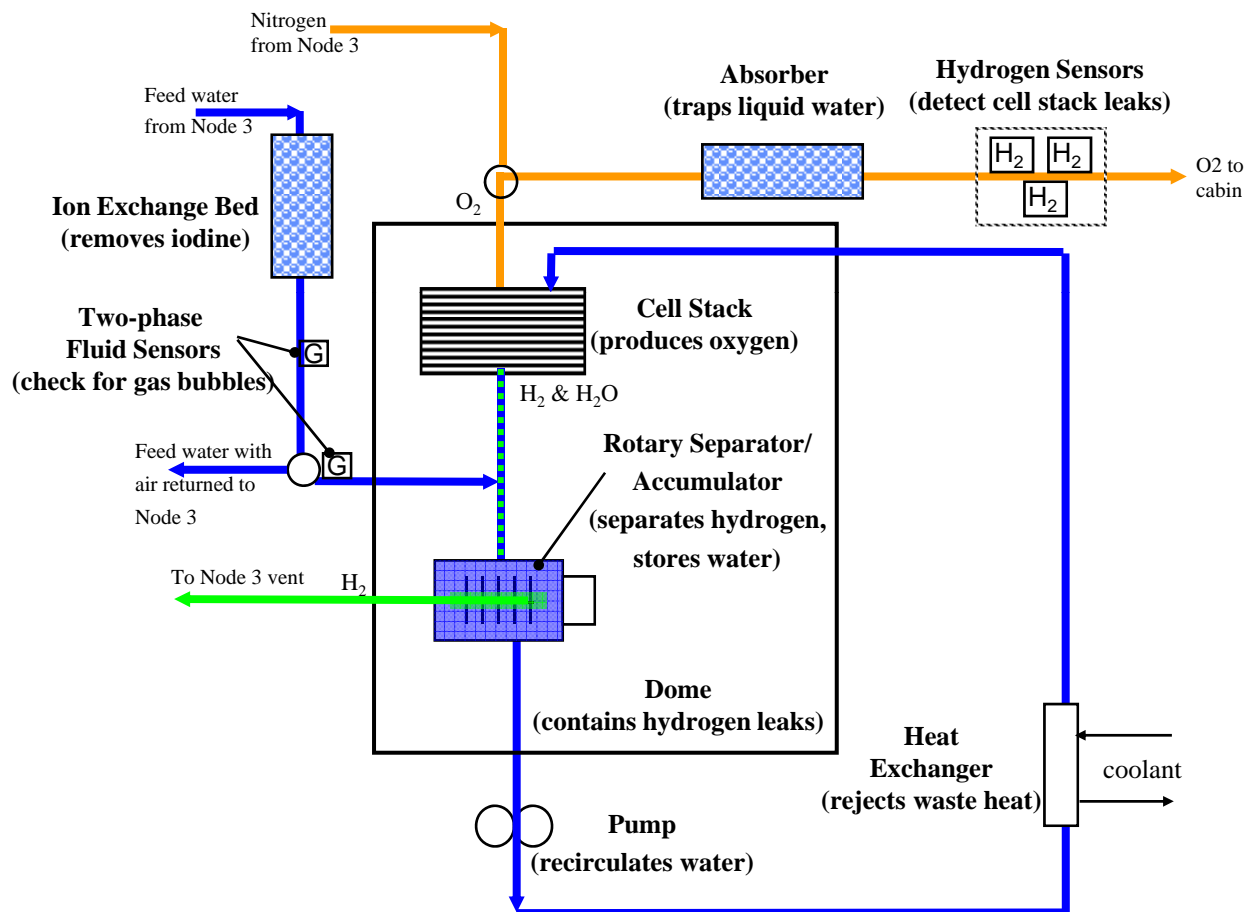 Nitrogen
from Node 3
Feed water
from Node 3
Absorber
(traps liquid water)
Hydrogen Sensors
(detect cell stack leaks)
H2
H2
H2
O2 to
cabin
O2
Ion Exchange Bed
(removes iodine)
Two-phase
Fluid Sensors
(check for gas bubbles)
G
G
Cell Stack
(produces oxygen)
H2 & H2O
Feed water with
air returned to
Node 3
Rotary Separator/
Accumulator
(separates hydrogen,
stores water)
To Node 3 vent
H2
Dome
(contains hydrogen leaks)
Heat
Exchanger
(rejects waste heat)
coolant
Pump
(recirculates water)